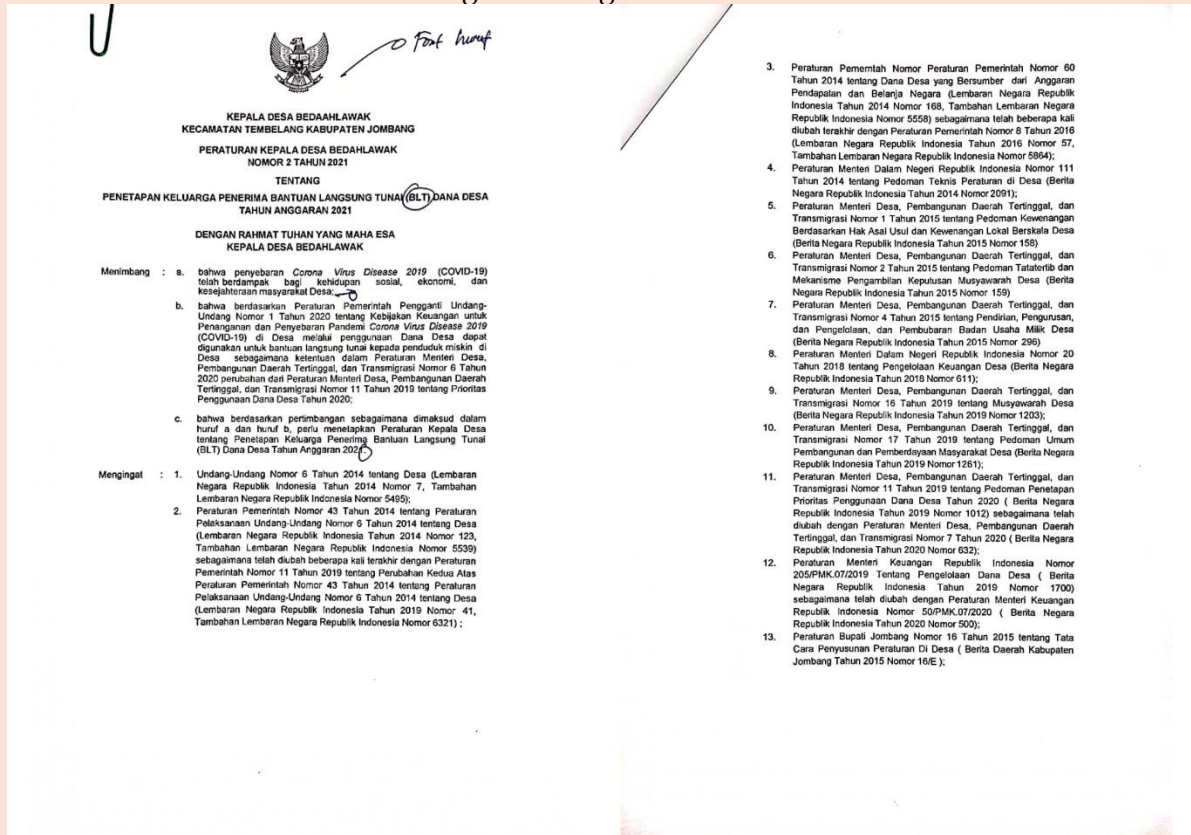 Font huruf
KEPALA DESA BEDAAHLAWAK
KECAMATAN TEMBELANG KABUPATEN JOMBANG
PERATURAN KEPALA DESA BEDAHLAWAK
NOMOR 2 TAHUN 2021
TENTANG
PENETAPAN KELUARGA PENERIMA BANTUAN LANGSUNG TUNAI (BLT) DANA DESA
TAHUN ANGGARAN 2021
DENGAN RAHMAT TUHAN YANG MAHA ESA
KEPALA DESA BEDAHLAWAK
Menimbang : a. bahwa penyebaran Corona Virus Disease 2019 (COVID-19)
telah berdampak bagi kehidupan sosial, ekonomi, dan
kesejahteraan masyarakat Desa;
b. bahwa berdasarkan Peraturan Pemerintah Pengganti Undang-
Undang Nomor 1 Tahun 2020 tentang Kebijakan Keuangan untuk
Penanganan dan Penyebaran Pandemi Corona Virus Disease 2019
(COVID-19) di Desa melalui penggunaan Dana Desa dapat
digunakan untuk bantuan langsung tunai kepada penduduk miskin di
Desa sebagaimana ketentuan dalam Peraturan Menteri Desa,
Pembangunan Daerah Tertinggal, dan Transmigrasi Nomor 6 Tahun
2020 perubahan dari Peraturan Menteri Desa, Pembangunan Daerah
Tertinggal, dan Transmigrasi Nomor 11 Tahun 2019 tentang Prioritas
Penggunaan Dana Desa Tahun 2020;
c. bahwa berdasarkan pertimbangan sebagaimana dimaksud dalam
huruf a dan huruf b, perlu menetapkan Peraturan Kepala Desa
tentang Penetapan Keluarga Penerima Bantuan Langsung Tunai
(BLT) Dana Desa Tahun Anggaran 2021.
Mengingat : 1. Undang-Undang Nomor 6 Tahun 2014 tentang Desa (Lembaran
Negara Republik Indonesia Tahun 2014 Nomor 7, Tambahan
Lembaran Negara Republik Indonesia Nomor 5495);
2. Peraturan Pemerintah Nomor 43 Tahun 2014 tentang Peraturan
Pelaksanaan Undang-Undang Nomor 6 Tahun 2014 tentang Desa
(Lembaran Negara Republik Indonesia Tahun 2014 Nomor 123,
Tambahan Lembaran Negara Republik Indonesia Nomor 5539)
sebagaimana telah diubah beberapa kali terakhir dengan Peraturan
Pemerintah Nomor 11 Tahun 2019 tentang Perubahan Kedua Atas
Peraturan Pemerintah Nomor 43 Tahun 2014 tentang Peraturan
Pelaksanaan Undang-Undang Nomor 6 Tahun 2014 tentang Desa
(Lembaran Negara Republik Indonesia Tahun 2019 Nomor 41,
Tambahan Lembaran Negara Republik Indonesia Nomor 6321) ;
3. Peraturan Pememtah Nomor Peraturan Pemerintah Nomor 60
Tahun 2014 tentang Dana Desa yang Bersumber dari Anggaran
Pendapatan dan Belanja Negara (Lembaran Negara Republik
Indonesia Tahun 2014 Nomor 168, Tambahan Lembaran Negara
Republik Indonesia Nomor 5558) sebagaimana telah beberapa kali
diubah terakhir dengan Peraturan Pemerintah Nomor 8 Tahun 2016
(Lembaran Negara Republik Indonesia Tahun 2016 Nomor 57,
Tambahan Lembaran Negara Republik Indonesia Nomor 5864);
4. Peraturan Menteri Dalam Negeri Republik Indonesia Nomor 111
Tahun 2014 tentang Pedoman Teknis Peraturan di Desa (Berita
Negara Republik Indonesia Tahun 2014 Nomor 2091);
5. Peraturan Menteri Desa, Pembangunan Daerah Tertinggal, dan
Transmigrasi Nomor 1 Tahun 2015 tentang Pedoman Kewenangan
Berdasarkan Hak Asal Usul dan Kewenangan Lokal Berskala Desa
(Berita Negara Republik Indonesia Tahun 2015 Nomor 158)
6. Peraturan Menteri Desa, Pembangunan Daerah Tertinggal, dan
Transmigrasi Nomor 2 Tahun 2015 tentang Pedoman Tatatertib dan
Mekanisme Pengambilan Keputusan Musyawarah Desa (Berita
Negara Republik Indonesia Tahun 2015 Nomor 159)
7. Peraturan Menteri Desa, Pembangunan Daerah Tertinggal, dan
Transmigrasi Nomor 4 Tahun 2015 tentang Pendirian, Pengurusan,
dan Pengelolaan, dan Pembubaran Badan Usaha Milik Desa
(Berita Negara Republik Indonesia Tahun 2015 Nomor 296)
8. Peraturan Menteri Dalam Negeri Republik Indonesia Nomor 20
Tahun 2018 tentang Pengelolaan Keuangan Desa (Berita Negara
Republik Indonesia Tahun 2018 Nomor 611);
9. Peraturan Menteri Desa, Pembangunan Daerah Tertinggal, dan
Transmigrasi Nomor 16 Tahun 2019 tentang Musyawarah Desa
(Berita Negara Republik Indonesia Tahun 2019 Nomor 1203);
10. Peraturan Menteri Desa, Pembangunan Daerah Tertinggal, dan
Transmigrasi Nomor 17 Tahun 2019 tentang Pedoman Umum
Pembangunan dan Pemberdayaan Masyarakat Desa (Berita Negara
Republik Indonesia Tahun 2019 Nomor 1261);
11. Peraturan Menteri Desa, Pembangunan Daerah Tertinggal, dan
Transmigrasi Nomor 11 Tahun 2019 tentang Pedoman Penetapan
Prioritas Penggunaan Dana Desa Tahun 2020 ( Berita Negara
Republik Indonesia Tahun 2019 Nomor 1012) sebagaimana telah
diubah dengan Peraturan Menteri Desa, Pembangunan Daerah
Tertinggal, dan Transmigrasi Nomor 7 Tahun 2020 ( Berita Negara
Republik Indonesia Tahun 2020 Nomor 632);
12. Peraturan Menteri Keuangan Republik Indonesia Nomor
205/PMK.07/2019 Tentang Pengelolaan Dana Desa ( Berita
Negara Republik Indonesia Tahun 2019 Nomor 1700)
sebagaimana telah diubah dengan Peraturan Menteri Keuangan
Republik Indonesia Nomor 50/PMK.07/2020 ( Berita Negara
Republik Indonesia Tahun 2020 Nomor 500);
13. Peraturan Bupati Jombang Nomor 16 Tahun 2015 tentang Tata
Cara Penyusunan Peraturan Di Desa ( Berita Daerah Kabupaten
Jombang Tahun 2015 Nomor 16/E );